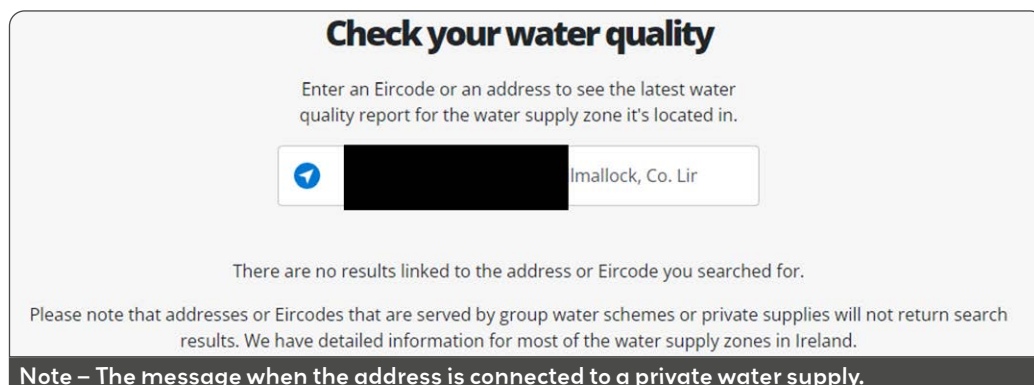 Check your water quality
Enter an Eircode or an address to see the latest water
quality report for the water supply zone it's located in.
lmallock, Co. Lir
There are no results linked to the address or Eircode you searched for.
Please note that addresses or Eircodes that are served by group water schemes or private supplies will not return search
results. We have detailed information for most of the water supply zones in Ireland.
Note – The message when the address is connected to a private water supply.